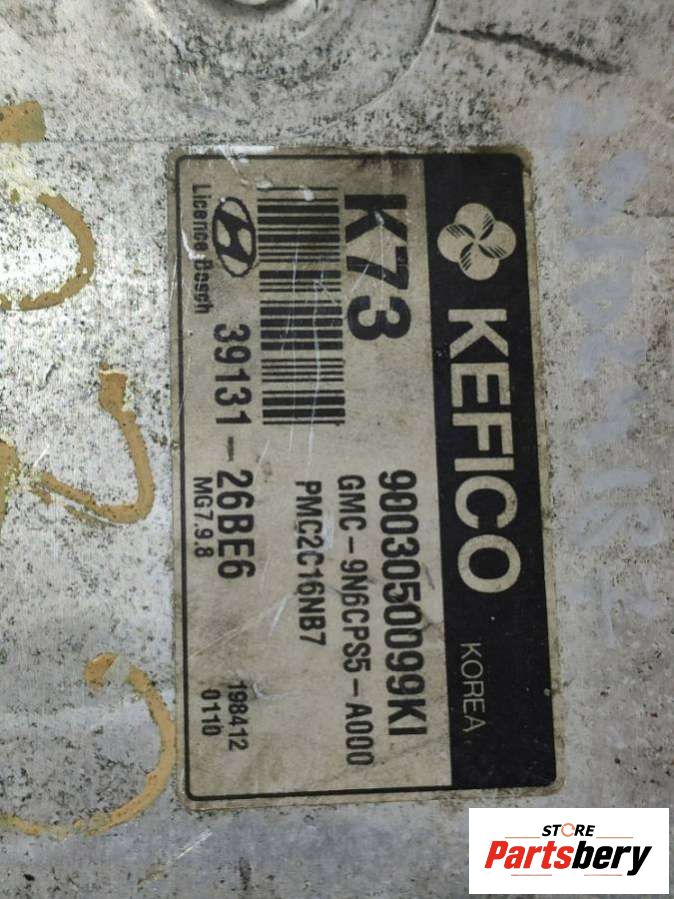 KEFICO KOREA
K73
9003050099KI
GMC-9N6CPS5-A000
PMC2C16NB7
Licence Bosch
39131-26BE6
MG7.9.8
198412
0110
STORE
Partsbery